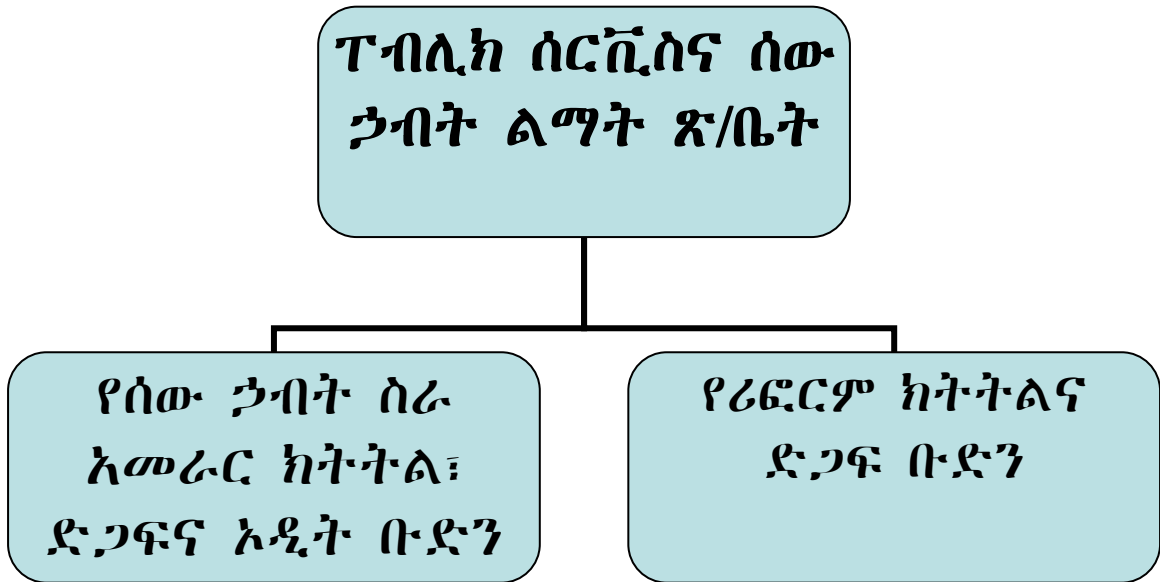 ፐብሊክ ሰርቪስና ሰው
ኃብት ልማት ጽ/ቤት
የሰው ኃብት ስራ
አመራር ክትትል፣
ድጋፍና ኦዲት ቡድን
የሪፎርም ክትትልና
ድጋፍ ቡድን